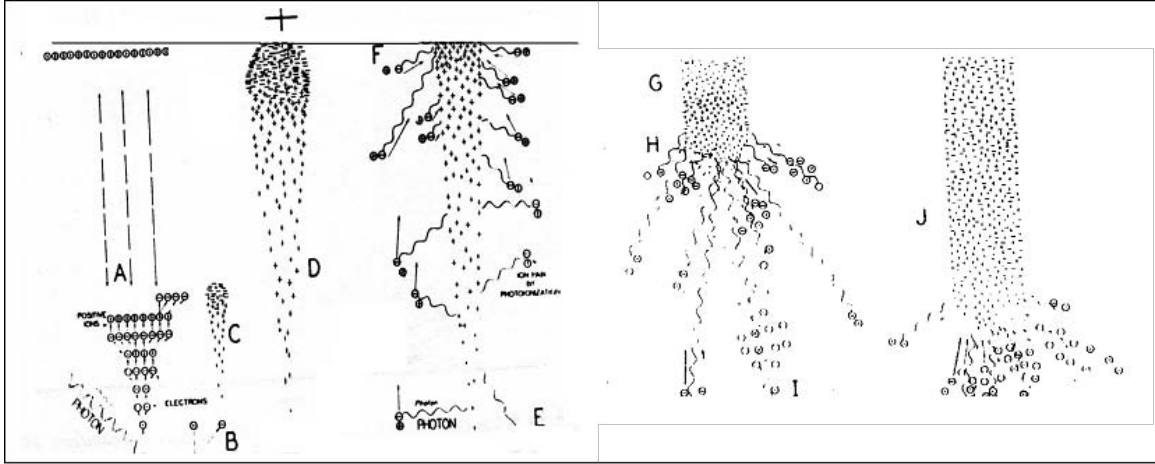 +
F
G
H
A
D
J
ION PAIR
BY
PHOTOIONIZATION
POSITIVE
IONS
C
ELECTRONS
Photon
PHOTON
PHOTON
E
B
I